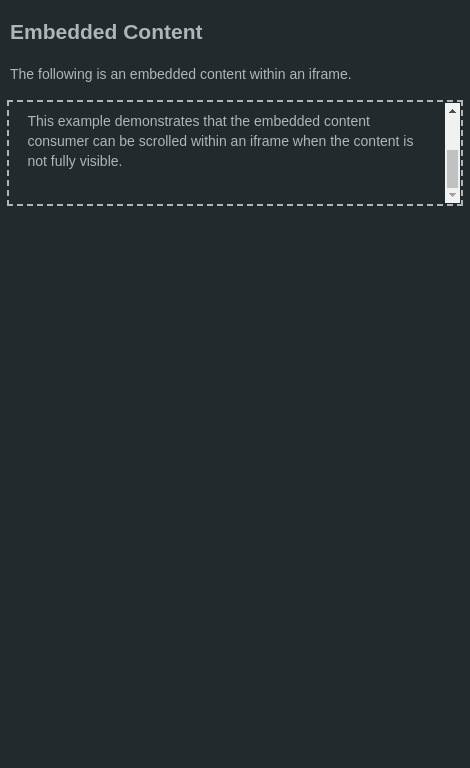 Embedded Content
The following is an embedded content within an iframe.
This example demonstrates that the embedded content
consumer can be scrolled within an iframe when the content is
not fully visible.